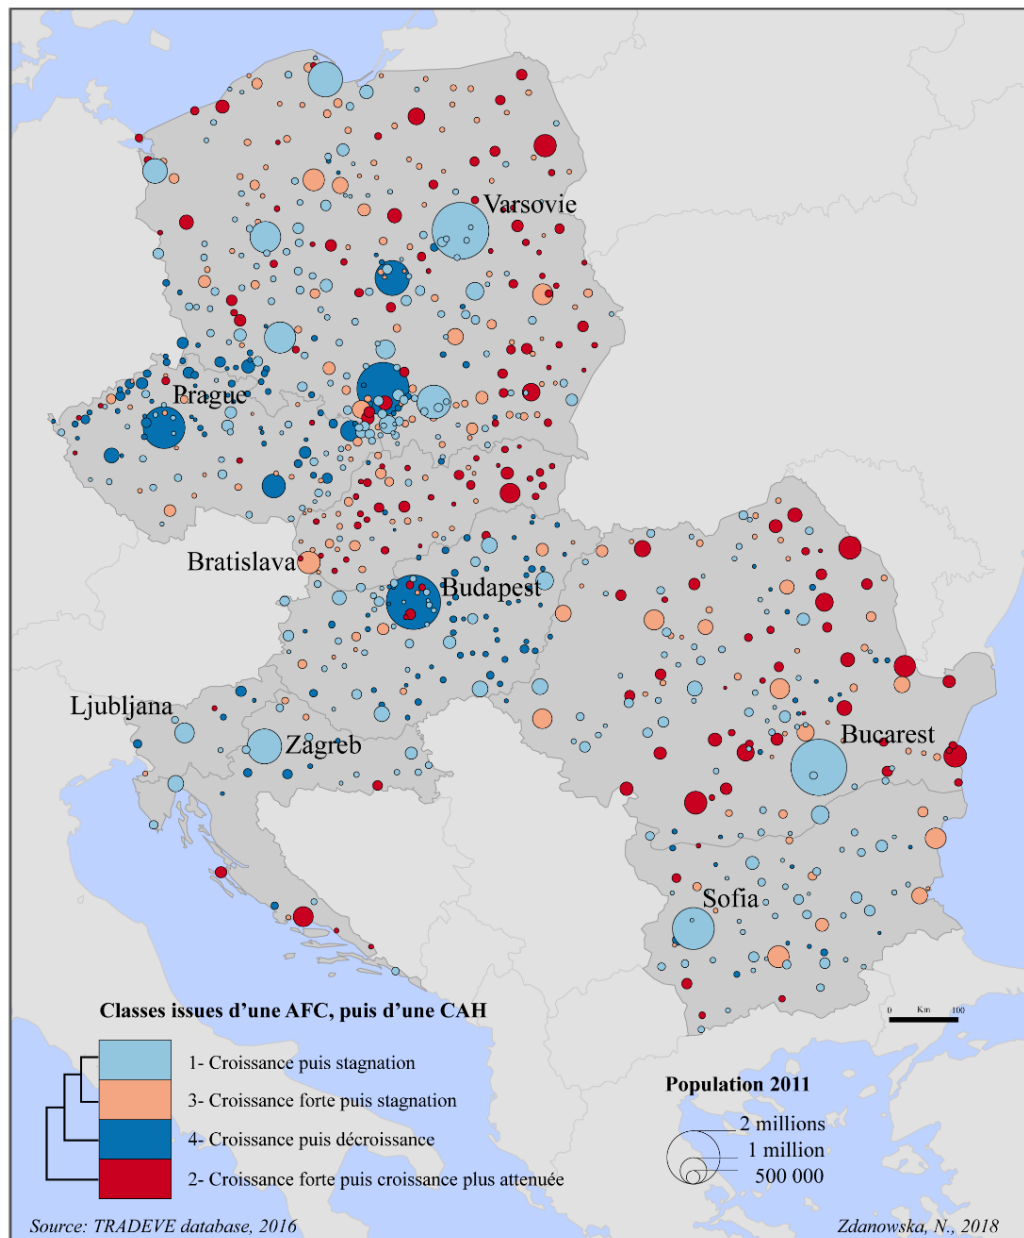 Varsovie
Prague
Bratislava
Budapest
Ljubljana
Zagreb
Bucarest
Sofia
Classes issues d'une AFC, puis d'une CAH
1- Croissance puis stagnation
3- Croissance forte puis stagnation
4- Croissance puis décroissance
2- Croissance forte puis croissance plus attenuée
0 Km 100
Population 2011
2 millions
1 million
500 000
Source: TRADEVE database, 2016
Zdanowska, N., 2018